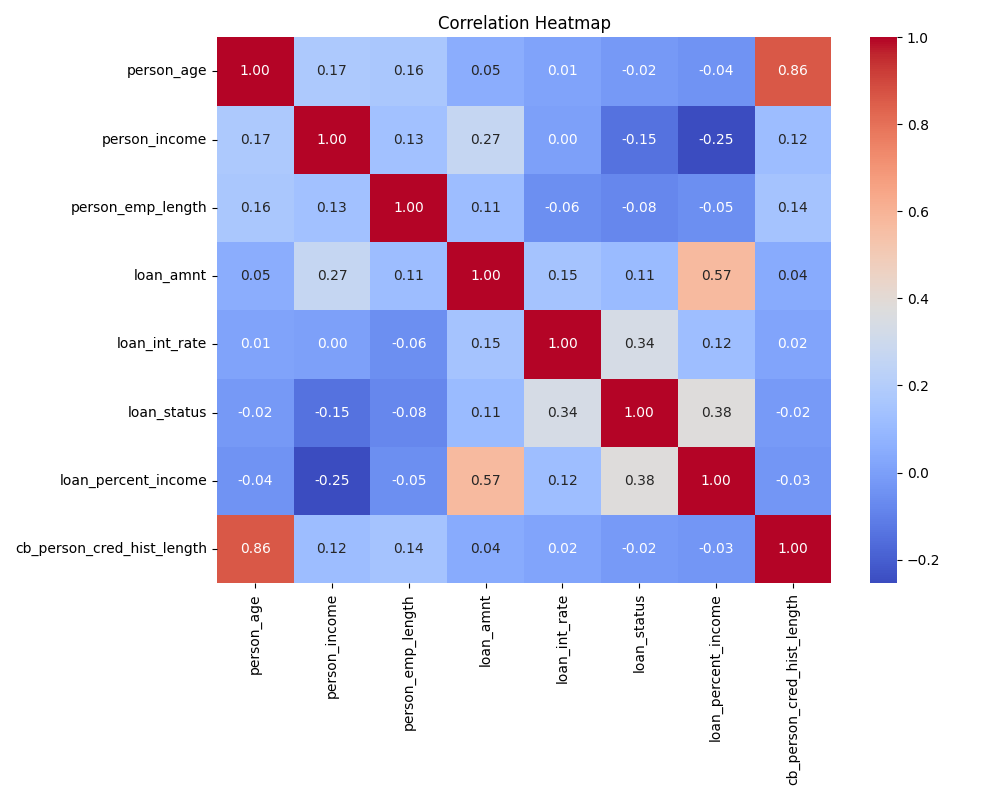 Correlation Heatmap
person_age 1.00 0.17 0.16 0.05 0.01 -0.02 -0.04 0.86
person_income 0.17 1.00 0.13 0.27 0.00 -0.15 -0.25 0.12
person_emp_length 0.16 0.13 1.00 0.11 -0.06 -0.08 -0.05 0.14
loan_amnt 0.05 0.27 0.11 1.00 0.15 0.11 0.57 0.04
loan_int_rate 0.01 0.00 -0.06 0.15 1.00 0.34 0.12 0.02
loan_status -0.02 -0.15 -0.08 0.11 0.34 1.00 0.38 -0.02
loan_percent_income -0.04 -0.25 -0.05 0.57 0.12 0.38 1.00 -0.03
cb_person_cred_hist_length 0.86 0.12 0.14 0.04 0.02 -0.02 -0.03 1.00
person_age
person_income
person_emp_length
loan_amnt
loan_int_rate
loan_status
loan_percent_income
cb_person_cred_hist_length
1.0
0.8
0.6
0.4
0.2
0.0
−0.2